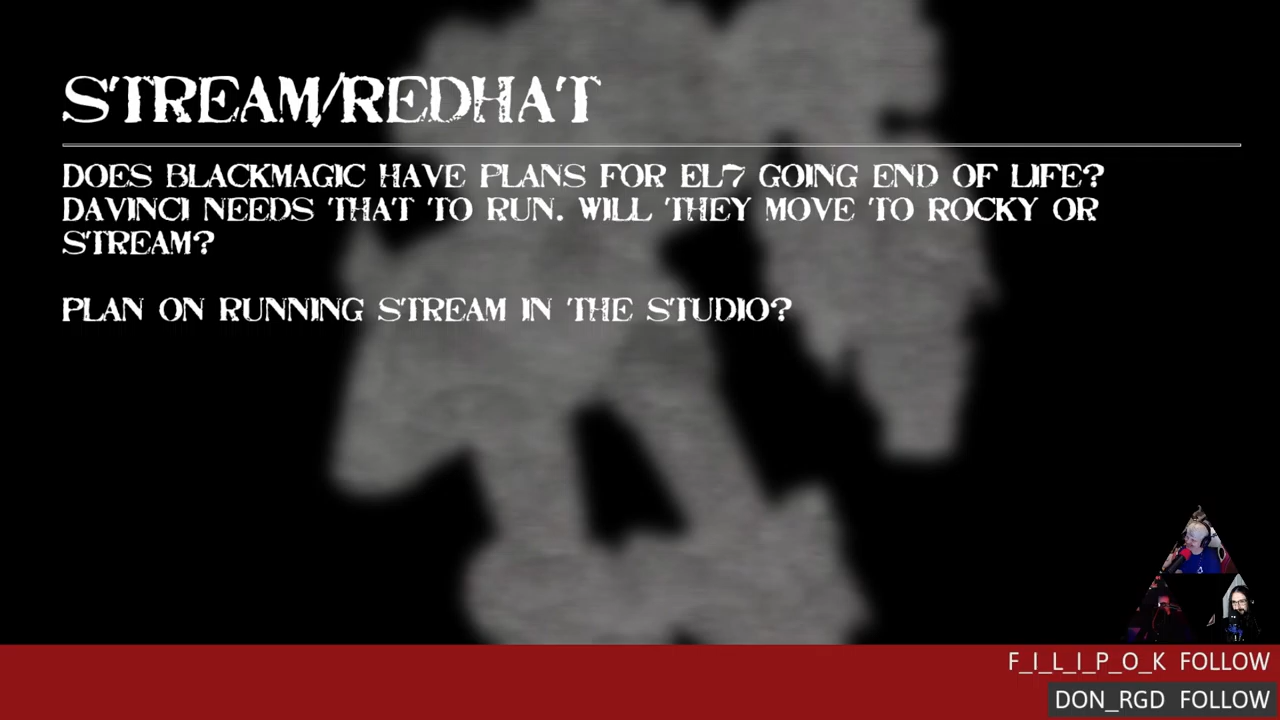 STREAM/REDHAT
DOES BLACKMAGIC HAVE PLANS FOR EL7 GOING END OF LIFE?
DAVINCI NEEDS THAT TO RUN. WILL THEY MOVE TO ROCKY OR
STREAM?
PLAN ON RUNNING STREAM IN THE STUDIO?
F_I_L_I_P_O_K FOLLOW
DON_RGD FOLLOW